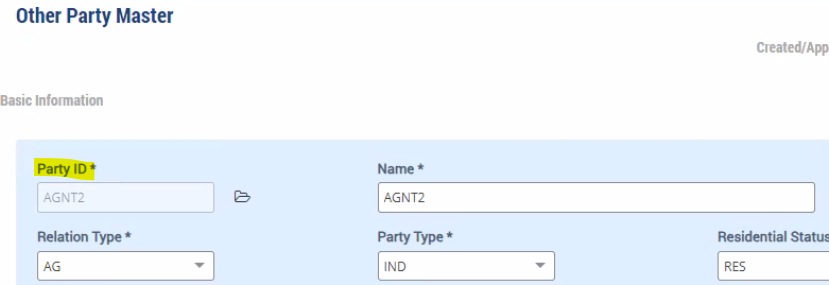 Other Party Master
Created/App
Basic Information
Party ID *
Name *
AGNT2
AGNT2
Relation Type *
Party Type *
Residential Status
AG
IND
RES